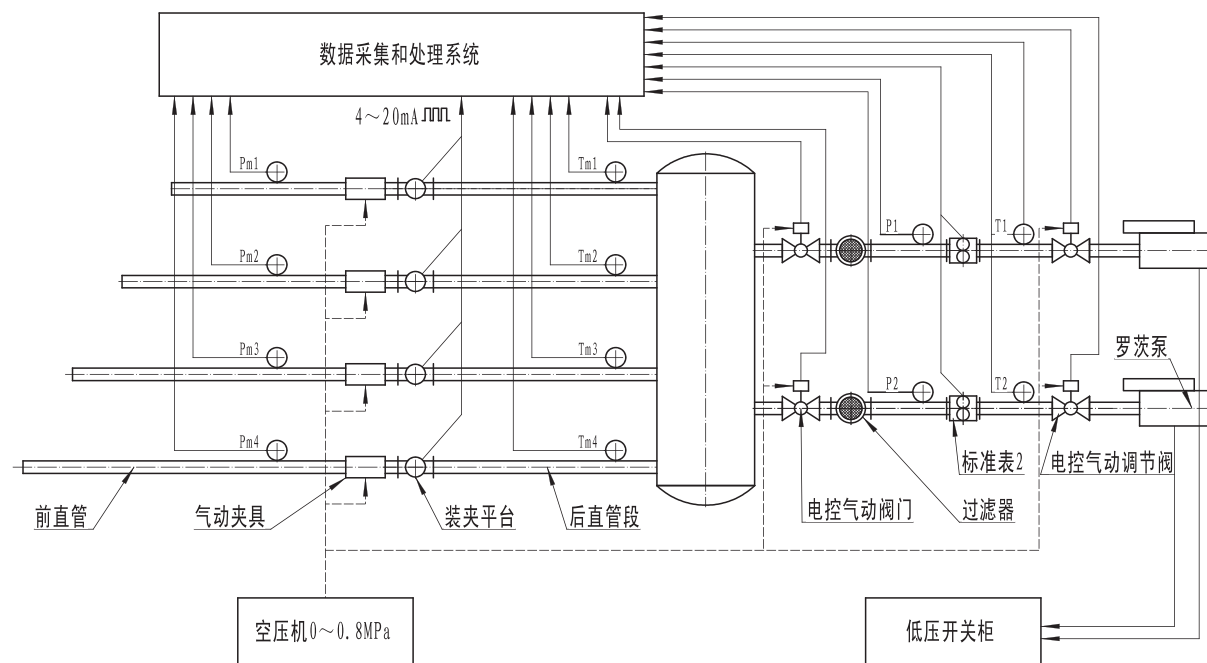 数据采集和处理系统
4～20mA
Pm1
Tm1
Pm2
Tm2
P1
T1
Pm3
Tm3
罗茨泵
P2
T2
Pm4
Tm4
标准表2
电控气动调节阀
前直管
气动夹具
装夹平台
后直管段
电控气动阀门
过滤器
空压机0～0.8MPa
低压开关柜